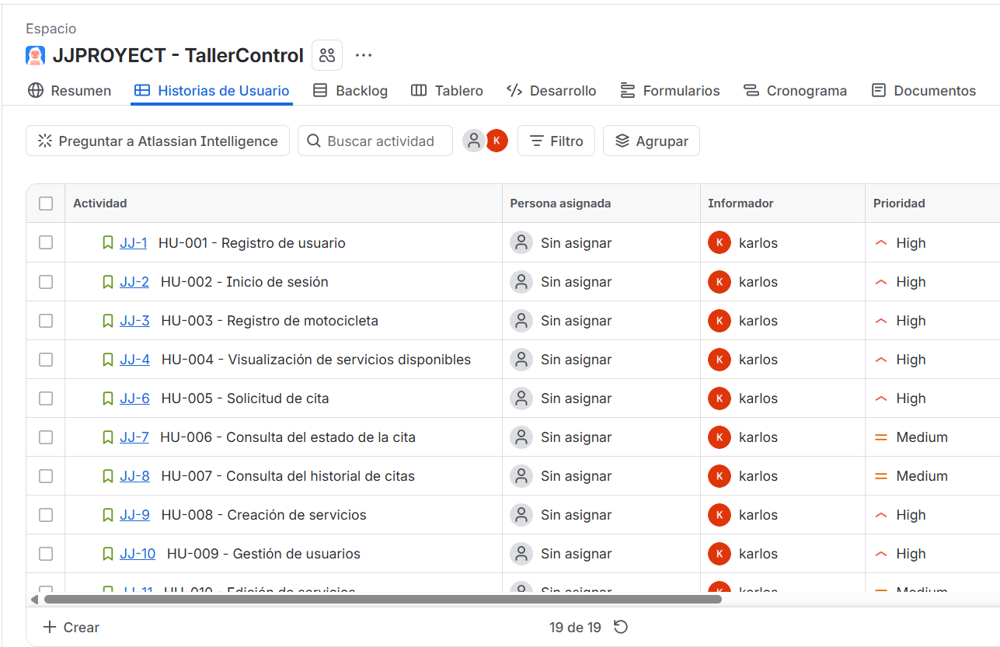 Espacio
JJPROYECT - TallerControl
Resumen Historias de Usuario Backlog Tablero Desarrollo Formularios Cronograma Documentos
Preguntar a Atlassian Intelligence Buscar actividad K Filtro Agrupar
Actividad Persona asignada Informador Prioridad
JJ-1 HU-001 - Registro de usuario Sin asignar K karlos High
JJ-2 HU-002 - Inicio de sesión Sin asignar K karlos High
JJ-3 HU-003 - Registro de motocicleta Sin asignar K karlos High
JJ-4 HU-004 - Visualización de servicios disponibles Sin asignar K karlos High
JJ-6 HU-005 - Solicitud de cita Sin asignar K karlos High
JJ-7 HU-006 - Consulta del estado de la cita Sin asignar K karlos Medium
JJ-8 HU-007 - Consulta del historial de citas Sin asignar K karlos Medium
JJ-9 HU-008 - Creación de servicios Sin asignar K karlos High
JJ-10 HU-009 - Gestión de usuarios Sin asignar K karlos High
JJ-11 HU-010 - Edición de servicios Sin asignar K karlos Medium
Crear 19 de 19